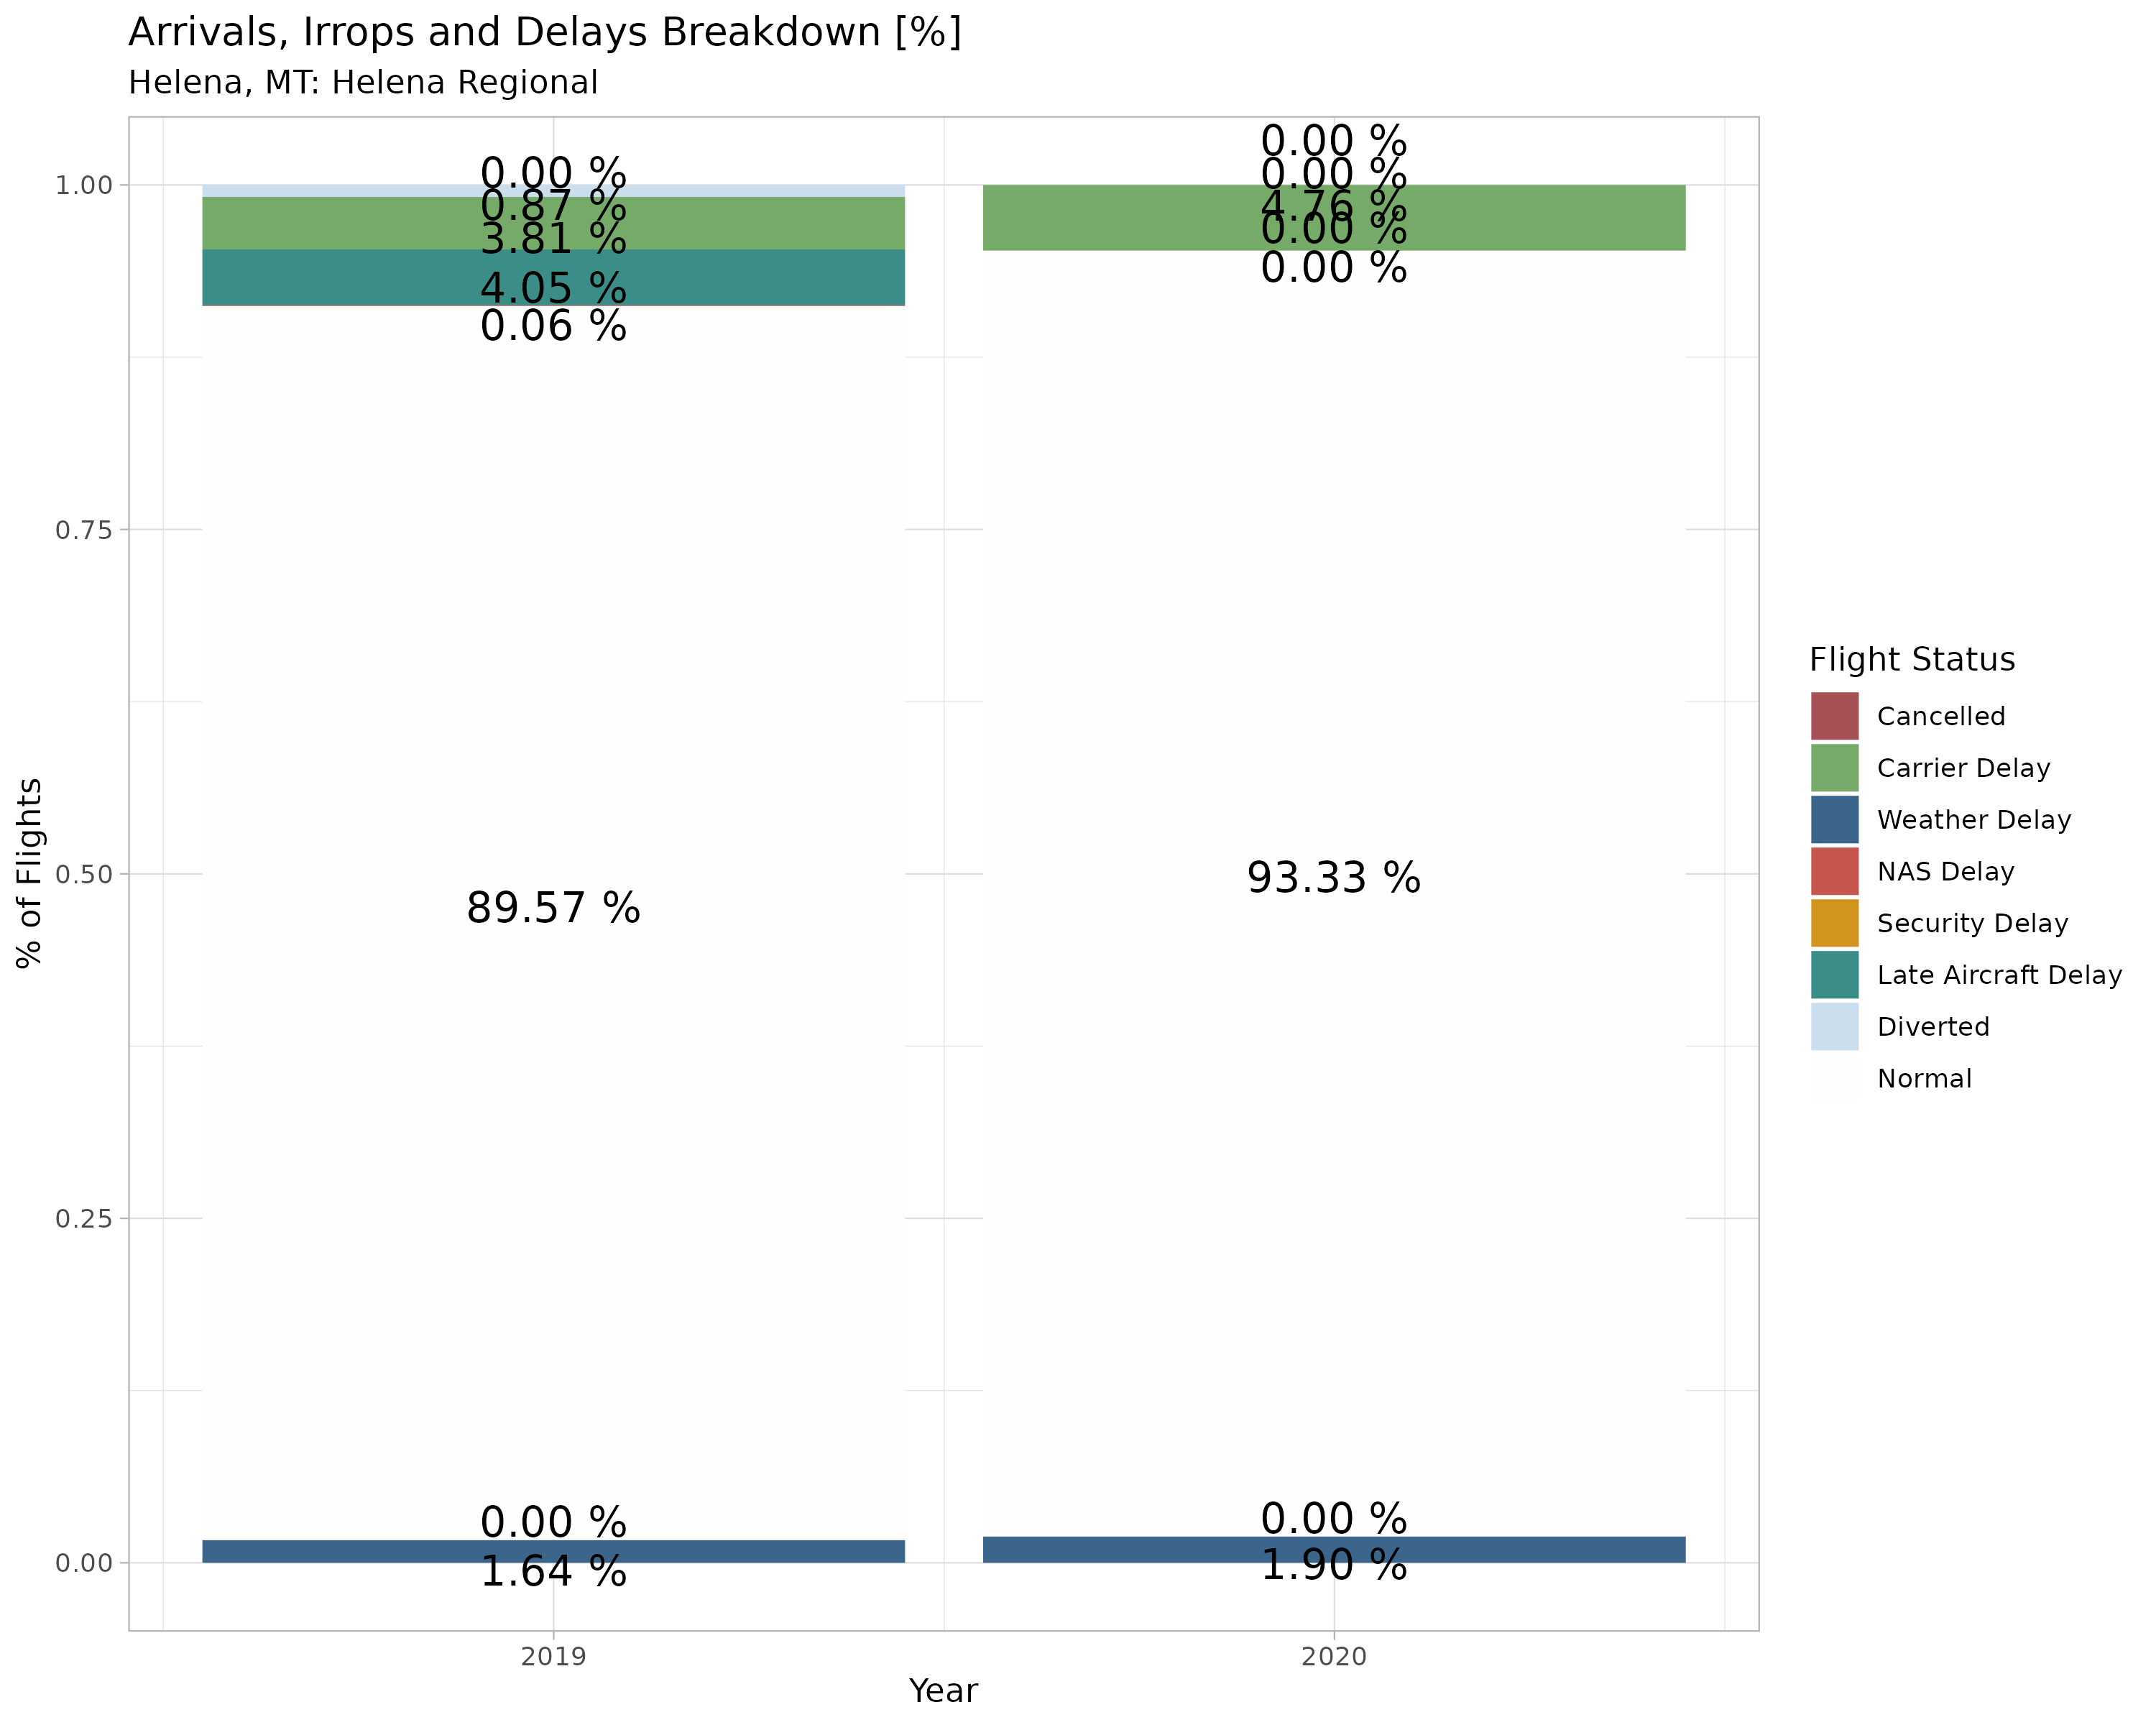 Arrivals, Irrops and Delays Breakdown [%]
Helena, MT: Helena Regional
0.00 %
0.87 %
3.81 %
4.05 %
0.06 %
89.57 %
0.00 %
1.64 %
0.00 %
0.00 %
4.76 %
0.00 %
0.00 %
93.33 %
0.00 %
1.90 %
1.00
0.75
0.50
0.25
0.00
% of Flights
2019
2020
Year
Flight Status
Cancelled
Carrier Delay
Weather Delay
NAS Delay
Security Delay
Late Aircraft Delay
Diverted
Normal